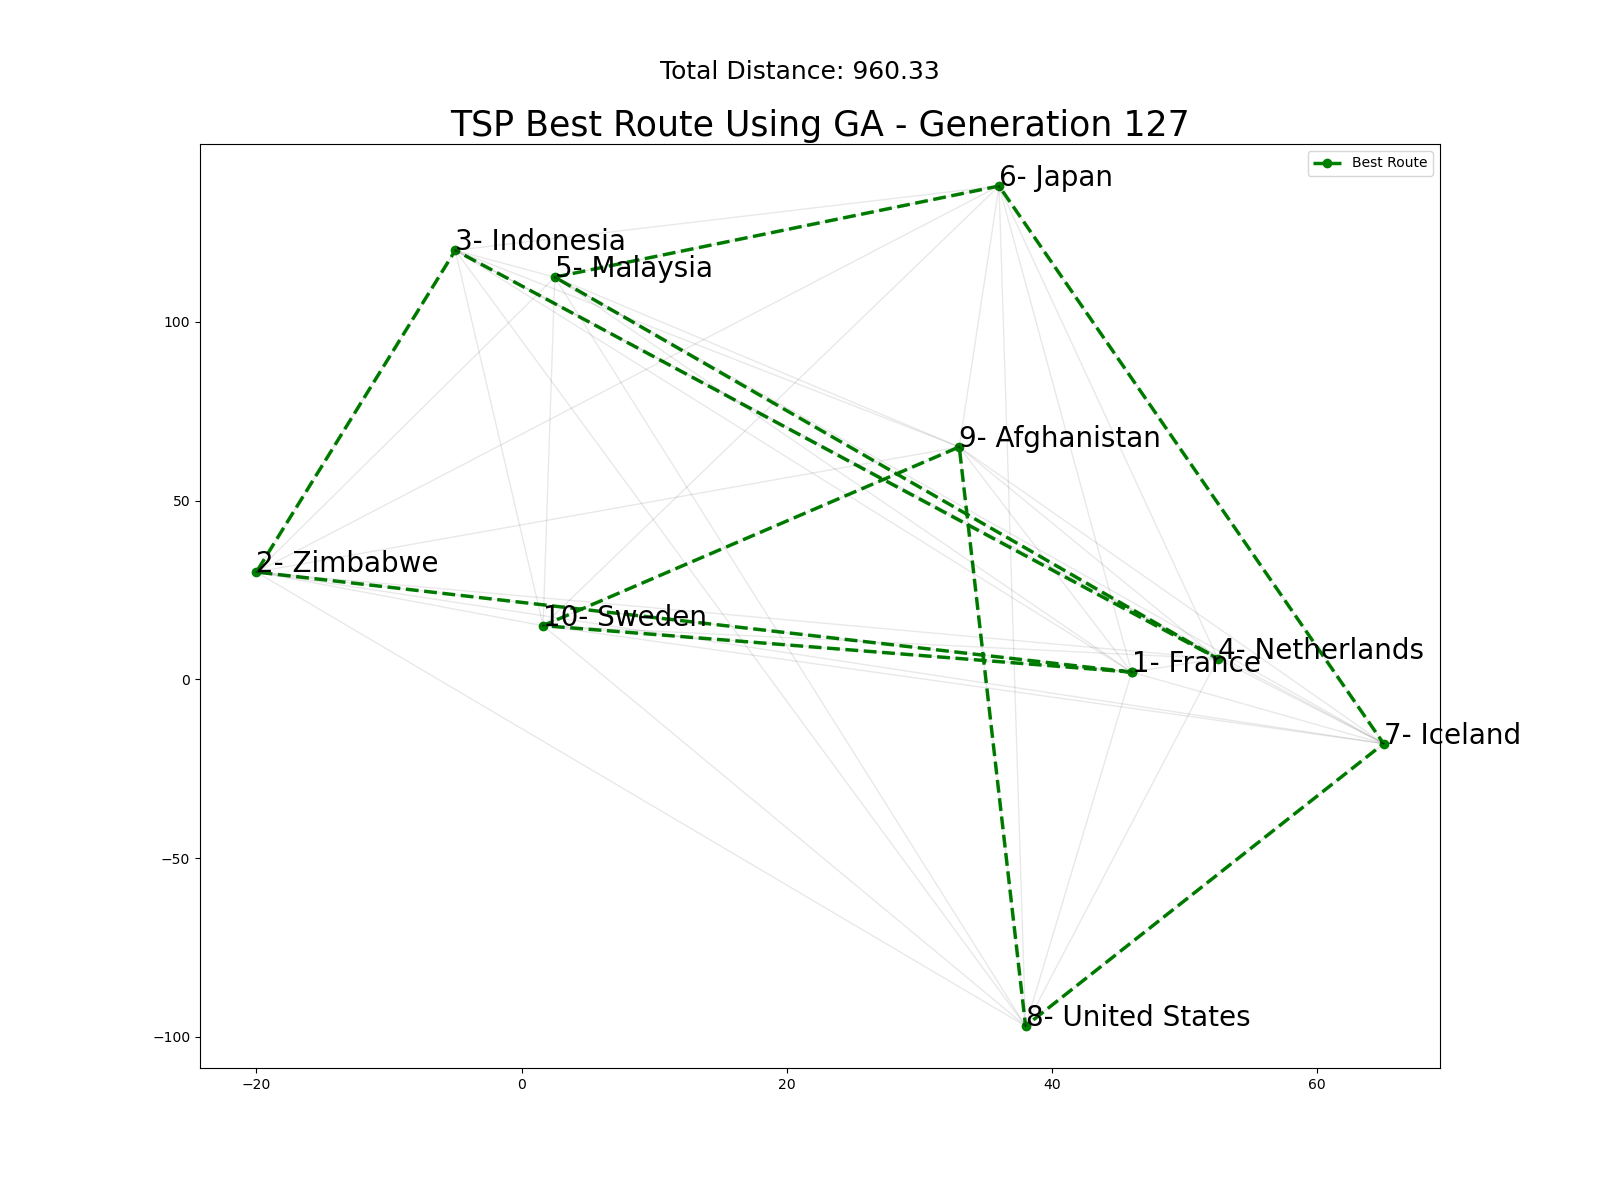 Total Distance: 960.33
TSP Best Route Using GA - Generation 127
Best Route
6- Japan
3- Indonesia
5- Malaysia
100
9- Afghanistan
50
2- Zimbabwe
10- Sweden
4- Netherlands
1- France
0
7- Iceland
−50
8- United States
−100
−20 0 20 40 60